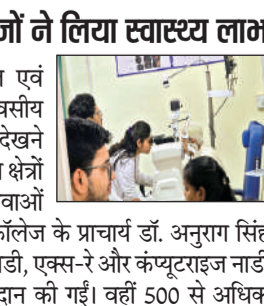 जों ने लिया स्वास्थ्य लाभ
एवं
वसीय
देखने
क्षेत्रों
वाओं
कॉलेज के प्राचार्य डॉ. अनुराग सिंह
डी, एक्स-रे और कंप्यूटराइज नाडी
दान की गईं। वहीं 500 से अधिक